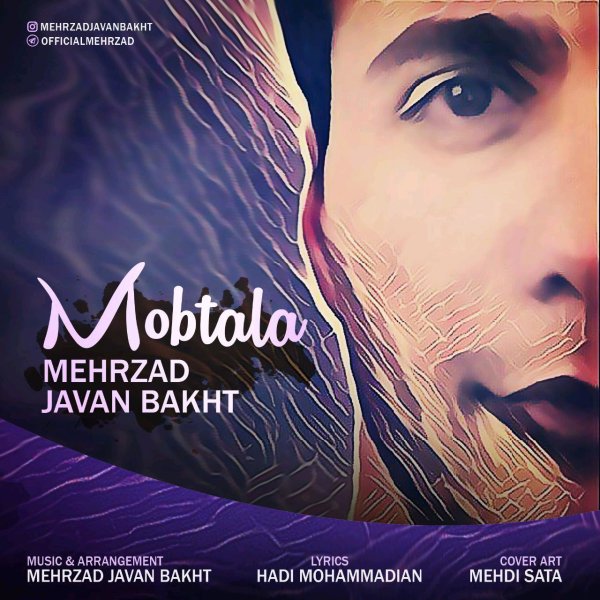 MEHRZADJAVANBAKHT
OFFICIALMEHRZAD
Mobtala
MEHRZAD
JAVAN BAKHT
MUSIC & ARRANGEMENT
MEHRZAD JAVAN BAKHT
LYRICS
HADI MOHAMMADIAN
COVER ART
MEHDI SATA